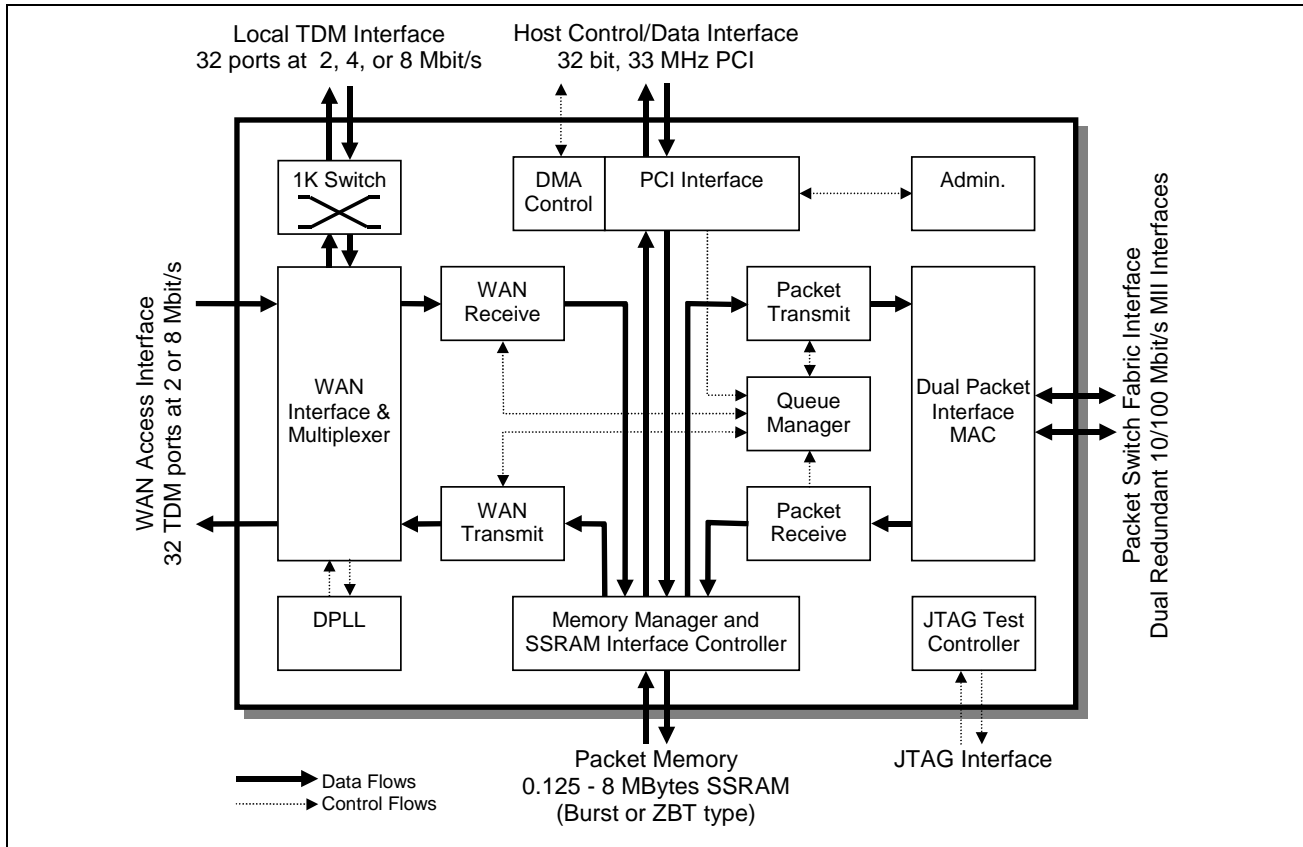 Local TDM Interface
32 ports at 2, 4, or 8 Mbit/s
Host Control/Data Interface
32 bit, 33 MHz PCI
1K Switch
DMA
Control
PCI Interface
Admin.
WAN Access Interface
32 TDM ports at 2 or 8 Mbit/s
WAN
Interface &
Multiplexer
WAN
Receive
Packet
Transmit
Queue
Manager
Dual Packet
Interface
MAC
Packet Switch Fabric Interface
Dual Redundant 10/100 Mbit/s MII Interfaces
WAN
Transmit
Packet
Receive
DPLL
Memory Manager and
SSRAM Interface Controller
JTAG Test
Controller
Packet Memory
0.125 - 8 MBytes SSRAM
(Burst or ZBT type)
JTAG Interface
Data Flows
Control Flows